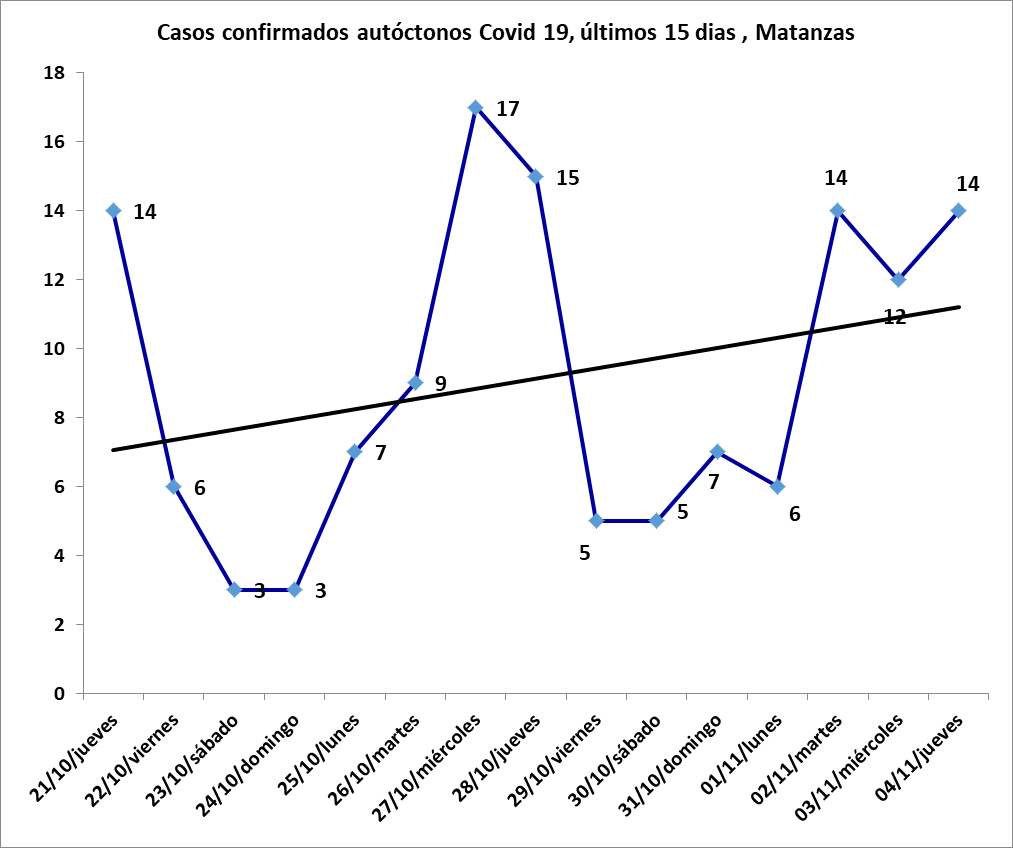 Casos confirmados autóctonos Covid 19, últimos 15 dias , Matanzas
18
16
14
12
10
8
6
4
2
0
14
6
3
3
7
9
17
15
5
5
7
6
14
12
14
21/10/jueves
22/10/viernes
23/10/sábado
24/10/domingo
25/10/lunes
26/10/martes
27/10/miércoles
28/10/jueves
29/10/viernes
30/10/sábado
31/10/domingo
01/11/lunes
02/11/martes
03/11/miércoles
04/11/jueves